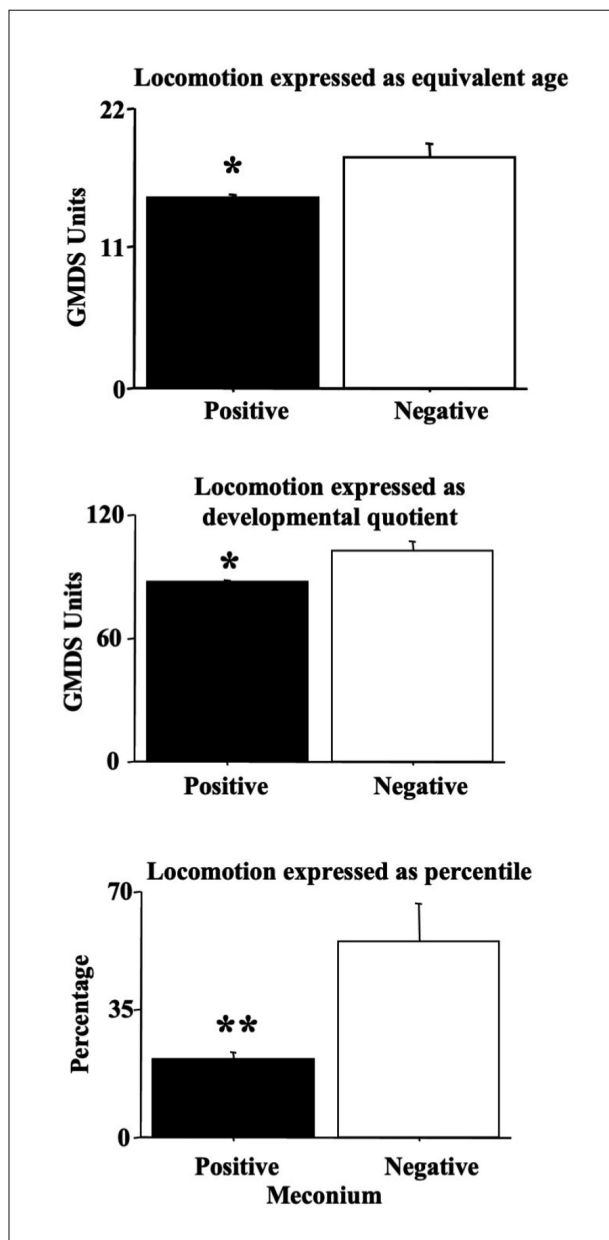 Locomotion expressed as equivalent age
22
11
0
GMDS Units
*
Positive Negative
Locomotion expressed as
developmental quotient
120
60
0
GMDS Units
*
Positive Negative
Locomotion expressed as percentile
70
35
0
Percentage
**
Positive Negative
Meconium